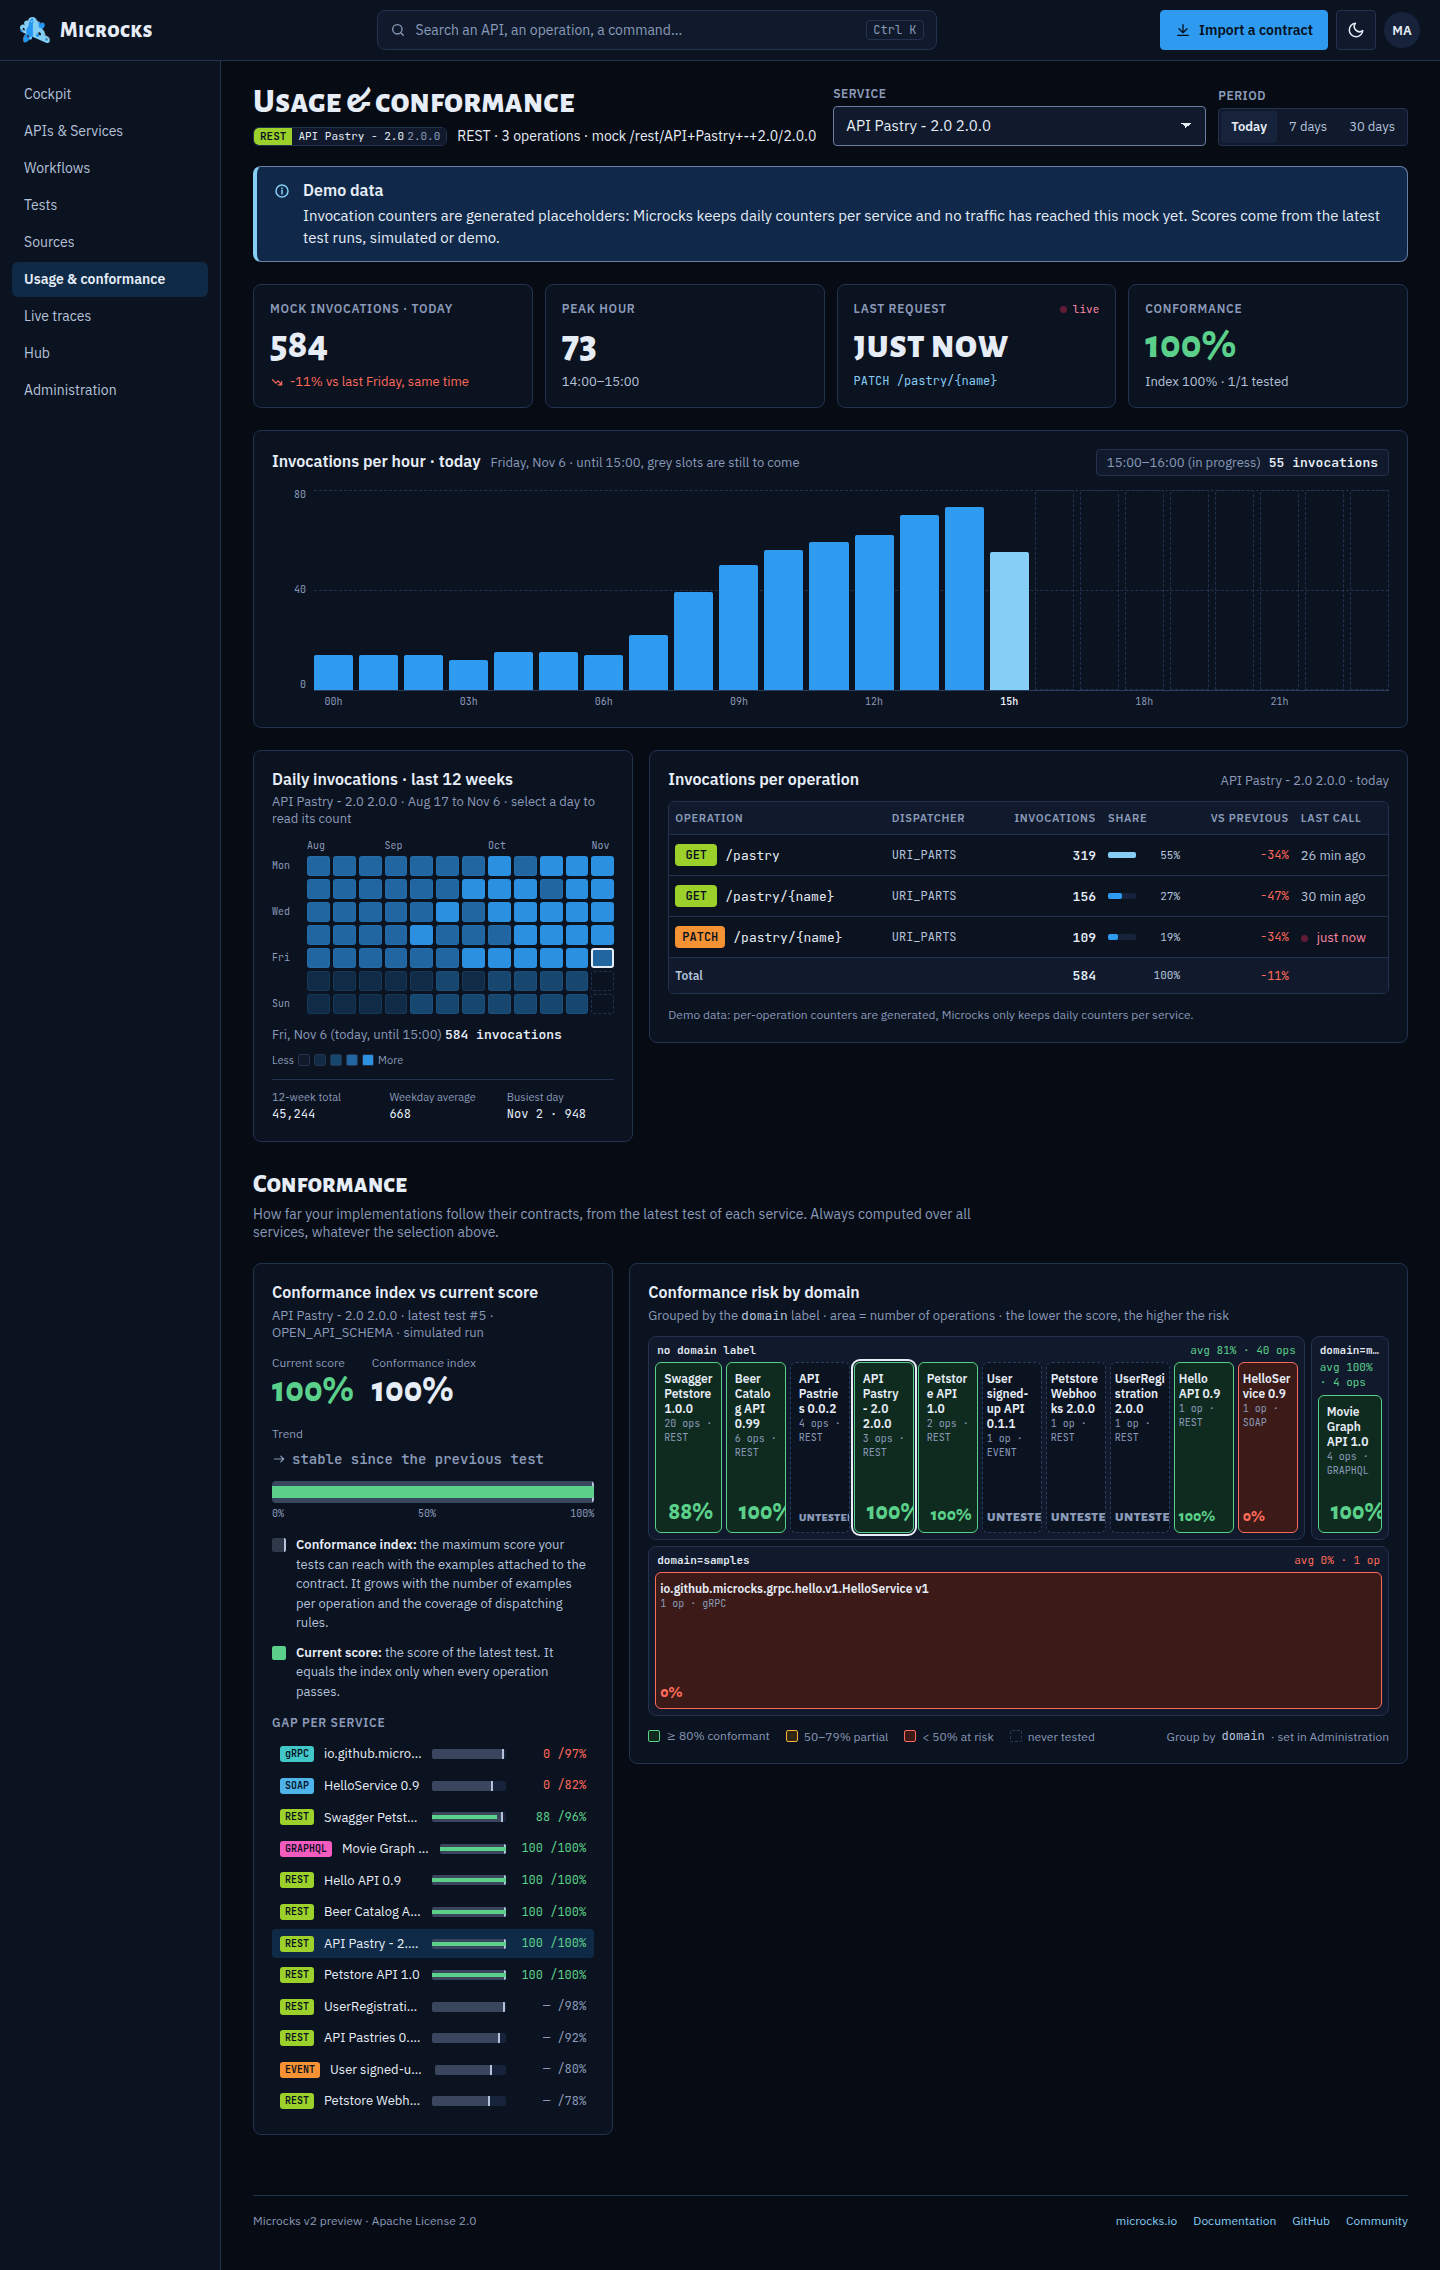 Microcks
Search an API, an operation, a command...
Ctrl K
Import a contract
MA
Cockpit
APIs & Services
Workflows
Tests
Sources
Usage & conformance
Live traces
Hub
Administration
Usage & conformance
REST API Pastry - 2.0 2.0.0 REST · 3 operations · mock /rest/API+Pastry+-+2.0/2.0.0
SERVICE
API Pastry - 2.0 2.0.0
PERIOD
Today 7 days 30 days
Demo data
Invocation counters are generated placeholders: Microcks keeps daily counters per service and no traffic has reached this mock yet. Scores come from the latest
test runs, simulated or demo.
MOCK INVOCATIONS · TODAY
584
-11% vs last Friday, same time
PEAK HOUR
73
14:00–15:00
LAST REQUEST
live
JUST NOW
PATCH /pastry/{name}
CONFORMANCE
100%
Index 100% · 1/1 tested
Invocations per hour · today Friday, Nov 6 · until 15:00, grey slots are still to come
15:00–16:00 (in progress) 55 invocations
80
40
0
00h 03h 06h 09h 12h 15h 18h 21h
Daily invocations · last 12 weeks
API Pastry - 2.0 2.0.0 · Aug 17 to Nov 6 · select a day to
read its count
Aug Sep Oct Nov
Mon
Wed
Fri
Sun
Fri, Nov 6 (today, until 15:00) 584 invocations
Less More
12-week total Weekday average Busiest day
45,244 668 Nov 2 · 948
Invocations per operation
API Pastry - 2.0 2.0.0 · today
OPERATION DISPATCHER INVOCATIONS SHARE VS PREVIOUS LAST CALL
GET /pastry URI_PARTS 319 55% -34% 26 min ago
GET /pastry/{name} URI_PARTS 156 27% -47% 30 min ago
PATCH /pastry/{name} URI_PARTS 109 19% -34% just now
Total 584 100% -11%
Demo data: per-operation counters are generated, Microcks only keeps daily counters per service.
Conformance
How far your implementations follow their contracts, from the latest test of each service. Always computed over all
services, whatever the selection above.
Conformance index vs current score
API Pastry - 2.0 2.0.0 · latest test #5 ·
OPEN_API_SCHEMA · simulated run
Current score Conformance index
100% 100%
Trend
stable since the previous test
0% 50% 100%
Conformance index: the maximum score your
tests can reach with the examples attached to the
contract. It grows with the number of examples
per operation and the coverage of dispatching
rules.
Current score: the score of the latest test. It
equals the index only when every operation
passes.
GAP PER SERVICE
gRPC io.github.micro... 0 /97%
SOAP HelloService 0.9 0 /82%
REST Swagger Petst... 88 /96%
GRAPHQL Movie Graph ... 100 /100%
REST Hello API 0.9 100 /100%
REST Beer Catalog A... 100 /100%
REST API Pastry - 2.... 100 /100%
REST Petstore API 1.0 100 /100%
REST UserRegistrati... — /98%
REST API Pastries 0.... — /92%
EVENT User signed-u... — /80%
REST Petstore Webh... — /78%
Conformance risk by domain
Grouped by the domain label · area = number of operations · the lower the score, the higher the risk
no domain label avg 81% · 40 ops
Swagger
Petstore
1.0.0
20 ops ·
REST
88%
Beer
Catalo
g API
0.99
6 ops ·
REST
100%
API
Pastrie
s 0.0.2
4 ops ·
REST
UNTESTE
API
Pastry
- 2.0
2.0.0
3 ops ·
REST
100%
Petstor
e API
1.0
2 ops ·
REST
100%
User
signed-
up API
0.1.1
1 op ·
EVENT
UNTESTE
Petstore
Webhoo
ks 2.0.0
1 op ·
REST
UNTESTE
UserRegi
stration
2.0.0
1 op ·
REST
UNTESTE
Hello
API 0.9
1 op ·
REST
100%
HelloSer
vice 0.9
1 op ·
SOAP
0%
domain=m…
avg 100%
· 4 ops
Movie
Graph
API 1.0
4 ops ·
GRAPHQL
100%
domain=samples avg 0% · 1 op
io.github.microcks.grpc.hello.v1.HelloService v1
1 op · gRPC
0%
≥ 80% conformant 50–79% partial < 50% at risk never tested Group by domain · set in Administration
Microcks v2 preview · Apache License 2.0
microcks.io Documentation GitHub Community